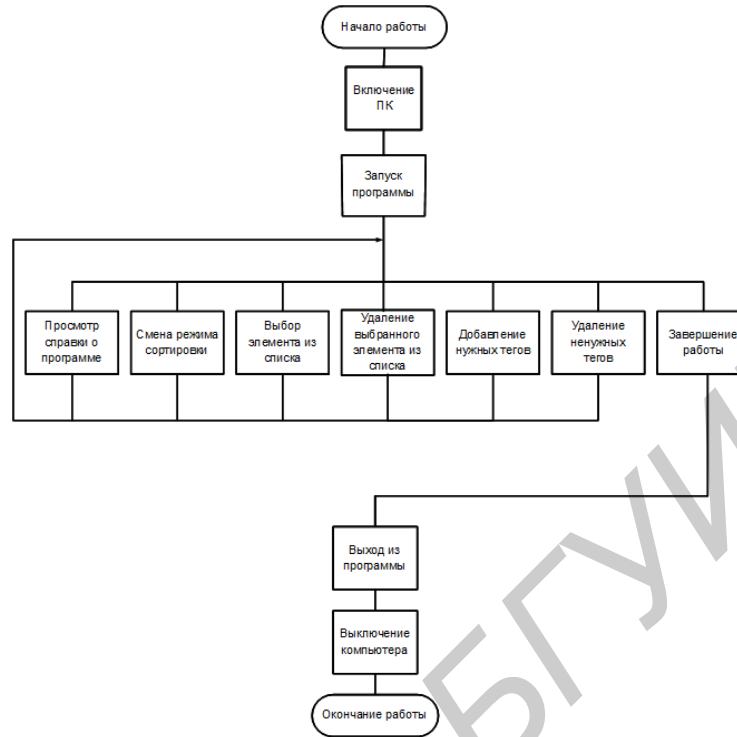 Начало работы
Включение
ПК
Запуск
программы
Просмотр
справки о
программе
Смена режима
сортировки
Выбор
элемента из
списка
Удаление
выбранного
элемента из
списка
Добавление
нужных тегов
Удаление
ненужных
тегов
Завершение
работы
Выход из
программы
Выключение
компьютера
Окончание работы
БГУИ